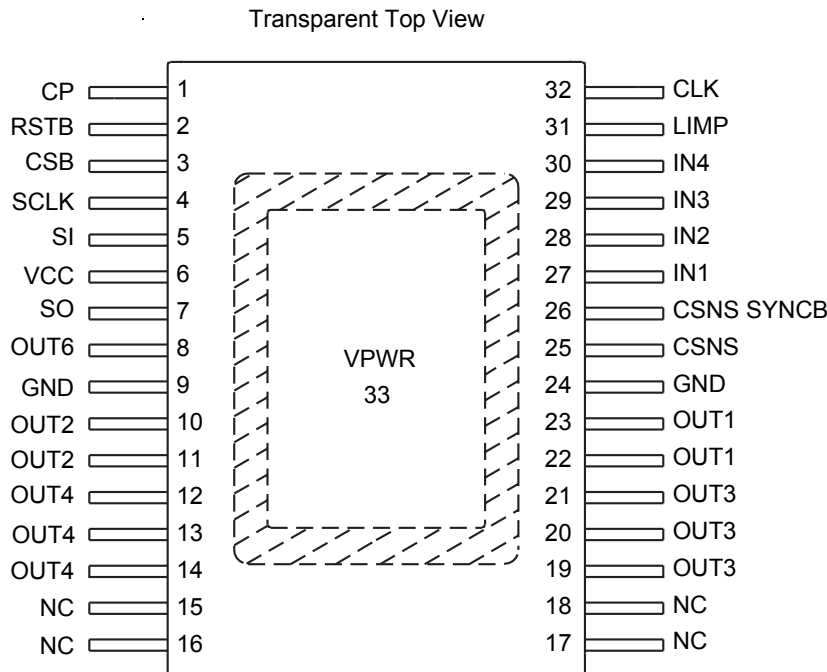 Transparent Top View
CP 1 32 CLK
RSTB 2 31 LIMP
CSB 3 30 IN4
SCLK 4 29 IN3
SI 5 28 IN2
VCC 6 27 IN1
SO 7 26 CSNS SYNCB
OUT6 8 25 CSNS
VPWR
33
GND 9 24 GND
OUT2 10 23 OUT1
OUT2 11 22 OUT1
OUT4 12 21 OUT3
OUT4 13 20 OUT3
OUT4 14 19 OUT3
NC 15 18 NC
NC 16 17 NC